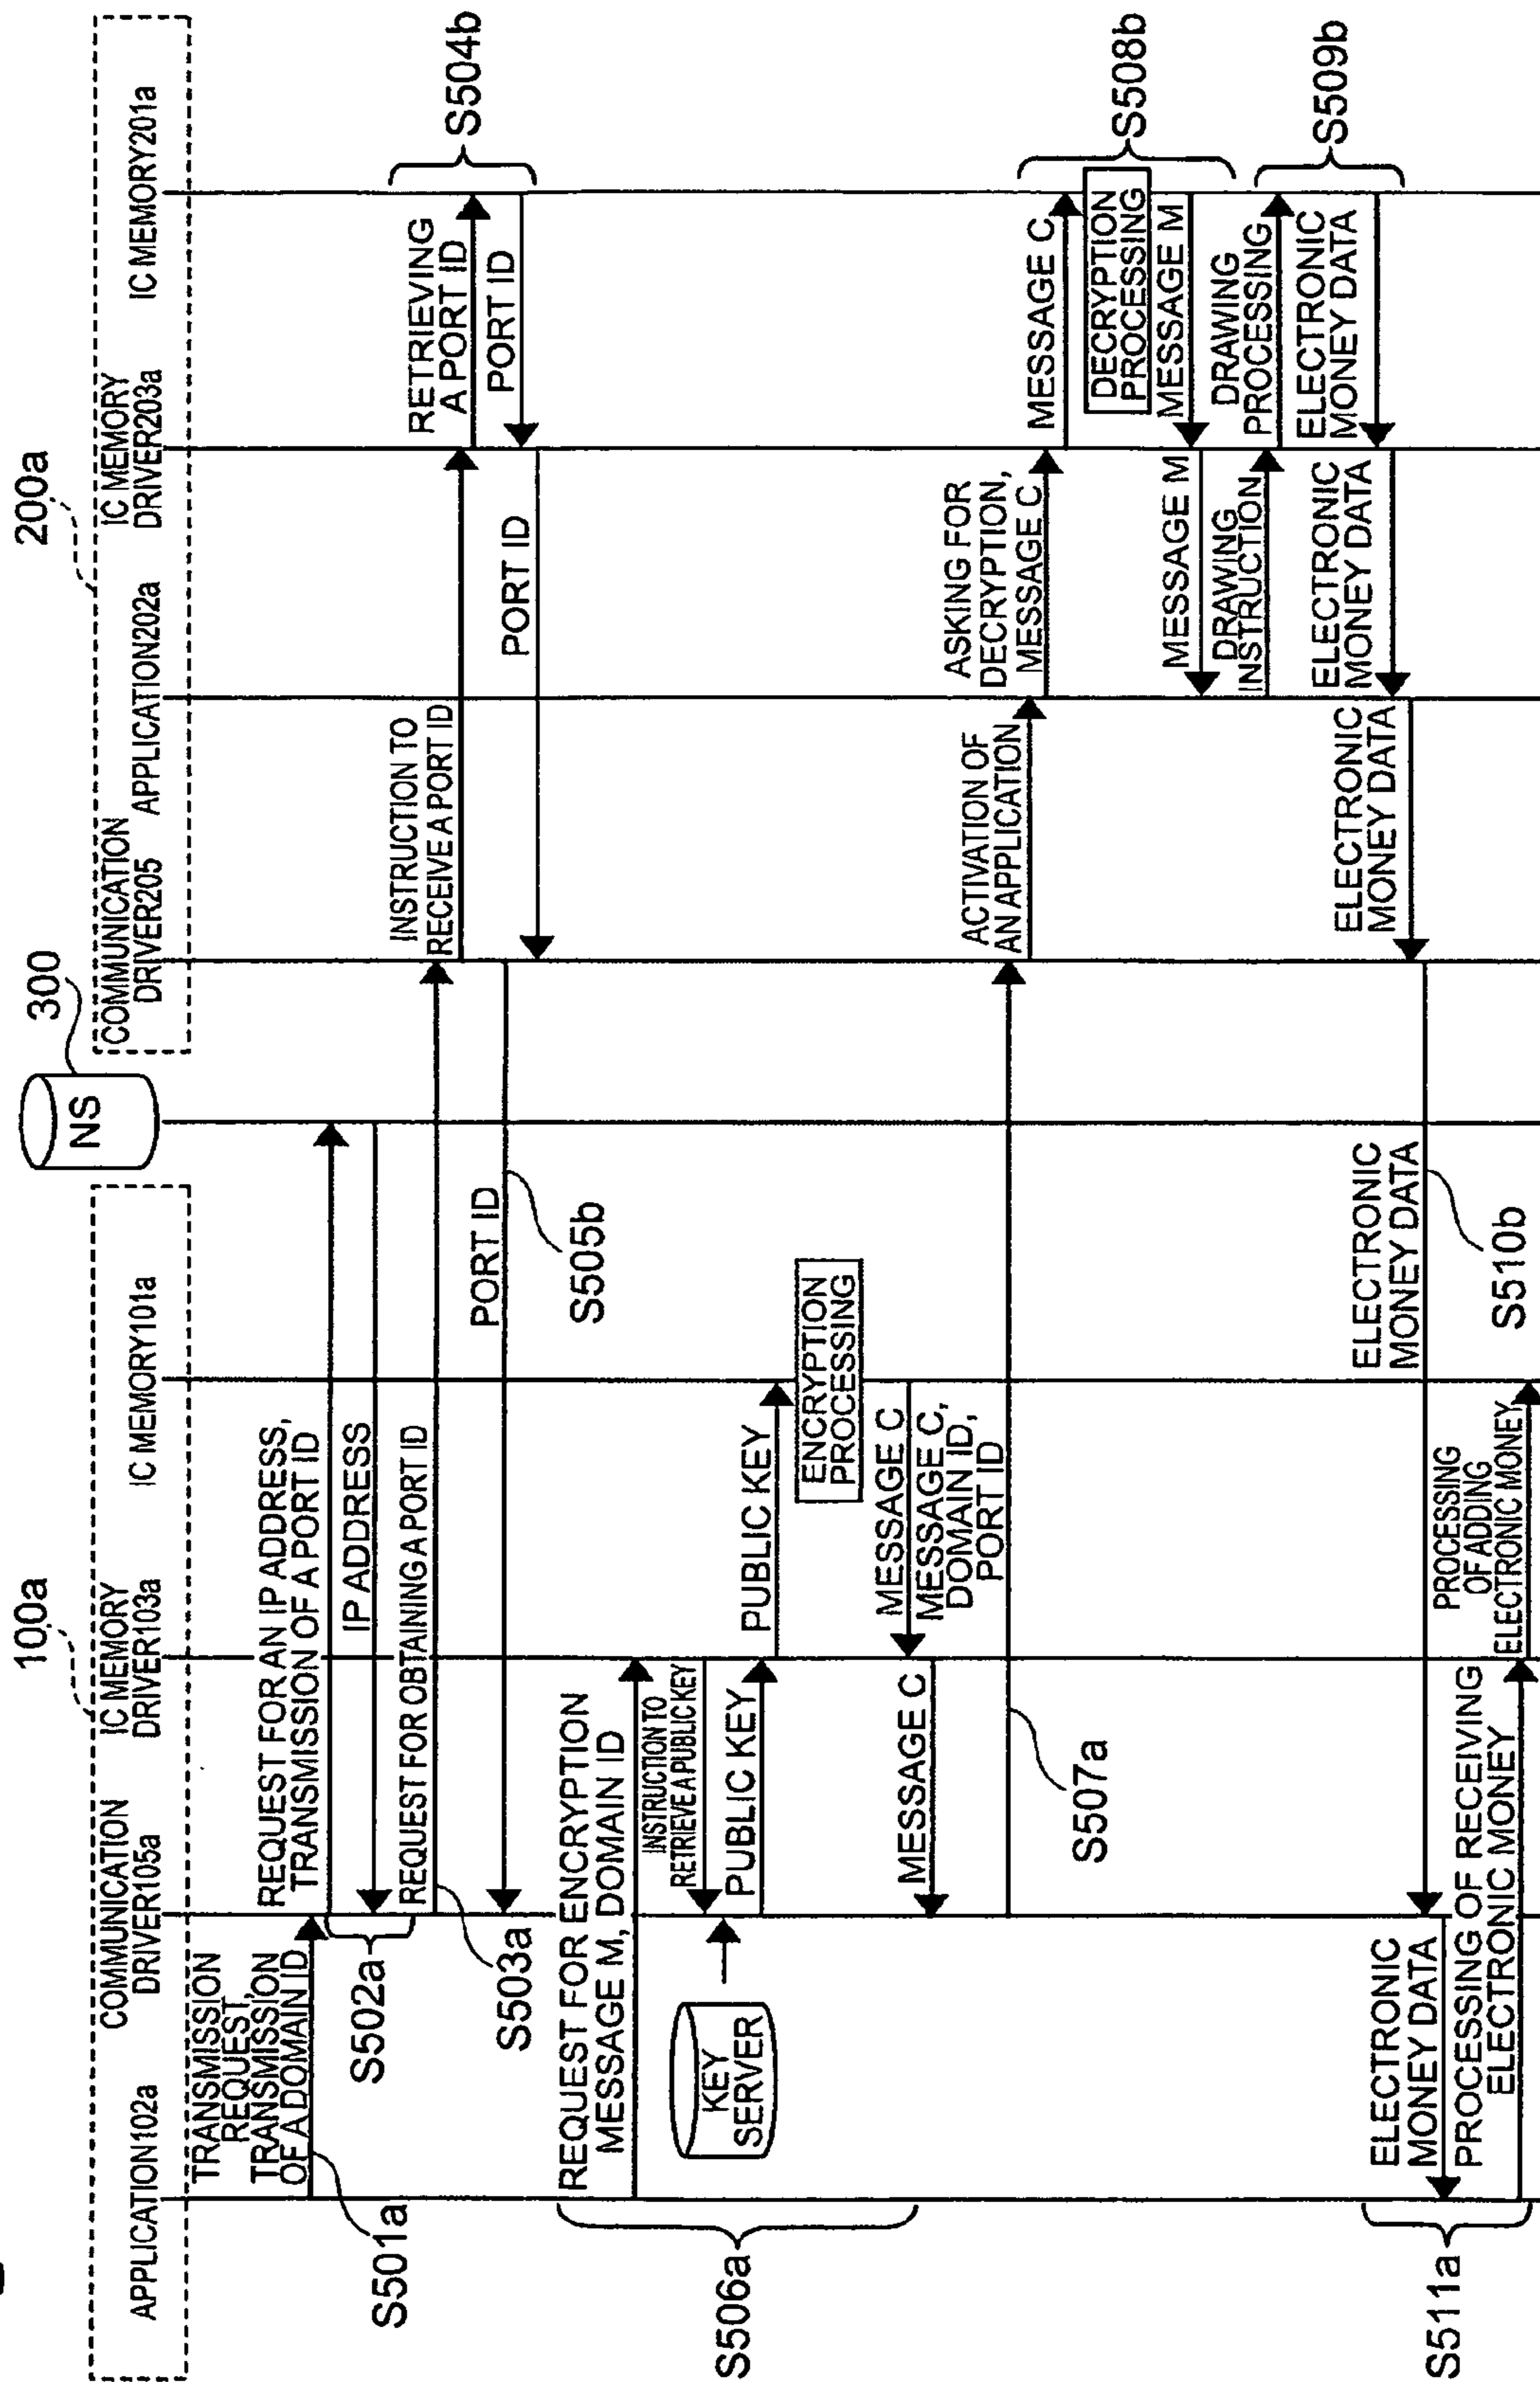 100a
300
200a
NS
APPLICATION102a
COMMUNICATION
DRIVER105a
IC MEMORY
DRIVER103a
IC MEMORY101a
COMMUNICATION
DRIVER205
APPLICATION202a
IC MEMORY
DRIVER203a
IC MEMORY201a
TRANSMISSION
REQUEST,
TRANSMISSION
OF A DOMAIN ID
S501a
REQUEST FOR AN IP ADDRESS,
TRANSMISSION OF A PORT ID
IP ADDRESS
S502a
REQUEST FOR OBTAINING A PORT ID
S503a
INSTRUCTION TO
RECEIVE A PORT ID
RETRIEVING
A PORT ID
PORT ID
PORT ID
S504b
PORT ID
S505b
REQUEST FOR ENCRYPTION
MESSAGE M, DOMAIN ID
INSTRUCTION TO
RETRIEVE A PUBLIC KEY
KEY
SERVER
PUBLIC KEY
PUBLIC KEY
ENCRYPTION
PROCESSING
MESSAGE C
MESSAGE C
S506a
MESSAGE C,
DOMAIN ID,
PORT ID
S507a
ACTIVATION OF
AN APPLICATION
ASKING FOR
DECRYPTION,
MESSAGE C
MESSAGE C
DECRYPTION
PROCESSING
MESSAGE M
MESSAGE M
S508b
DRAWING
INSTRUCTION
DRAWING
PROCESSING
ELECTRONIC
MONEY DATA
ELECTRONIC
MONEY DATA
S509b
ELECTRONIC
MONEY DATA
ELECTRONIC
MONEY DATA
S510b
ELECTRONIC
MONEY DATA
PROCESSING OF RECEIVING
ELECTRONIC MONEY
PROCESSING
OF ADDING
ELECTRONIC MONEY
S511a